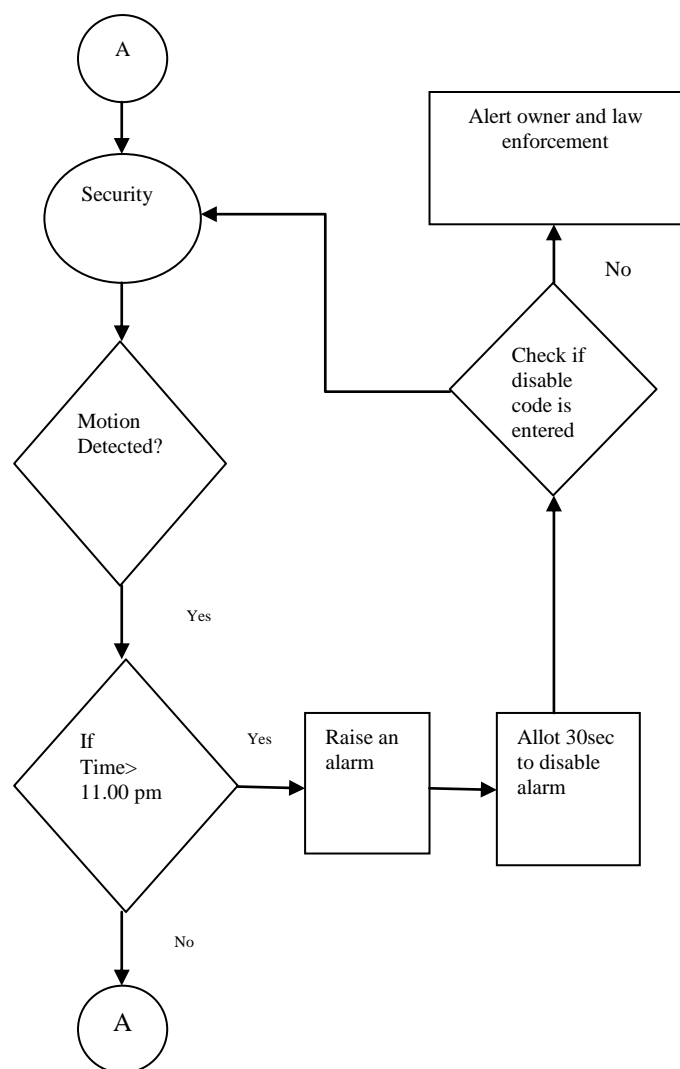 A
Security
Motion
Detected?
Yes
If
Time>
11.00 pm
Yes
Raise an
alarm
Allot 30sec
to disable
alarm
Check if
disable
code is
entered
No
Alert owner and law
enforcement
No
A